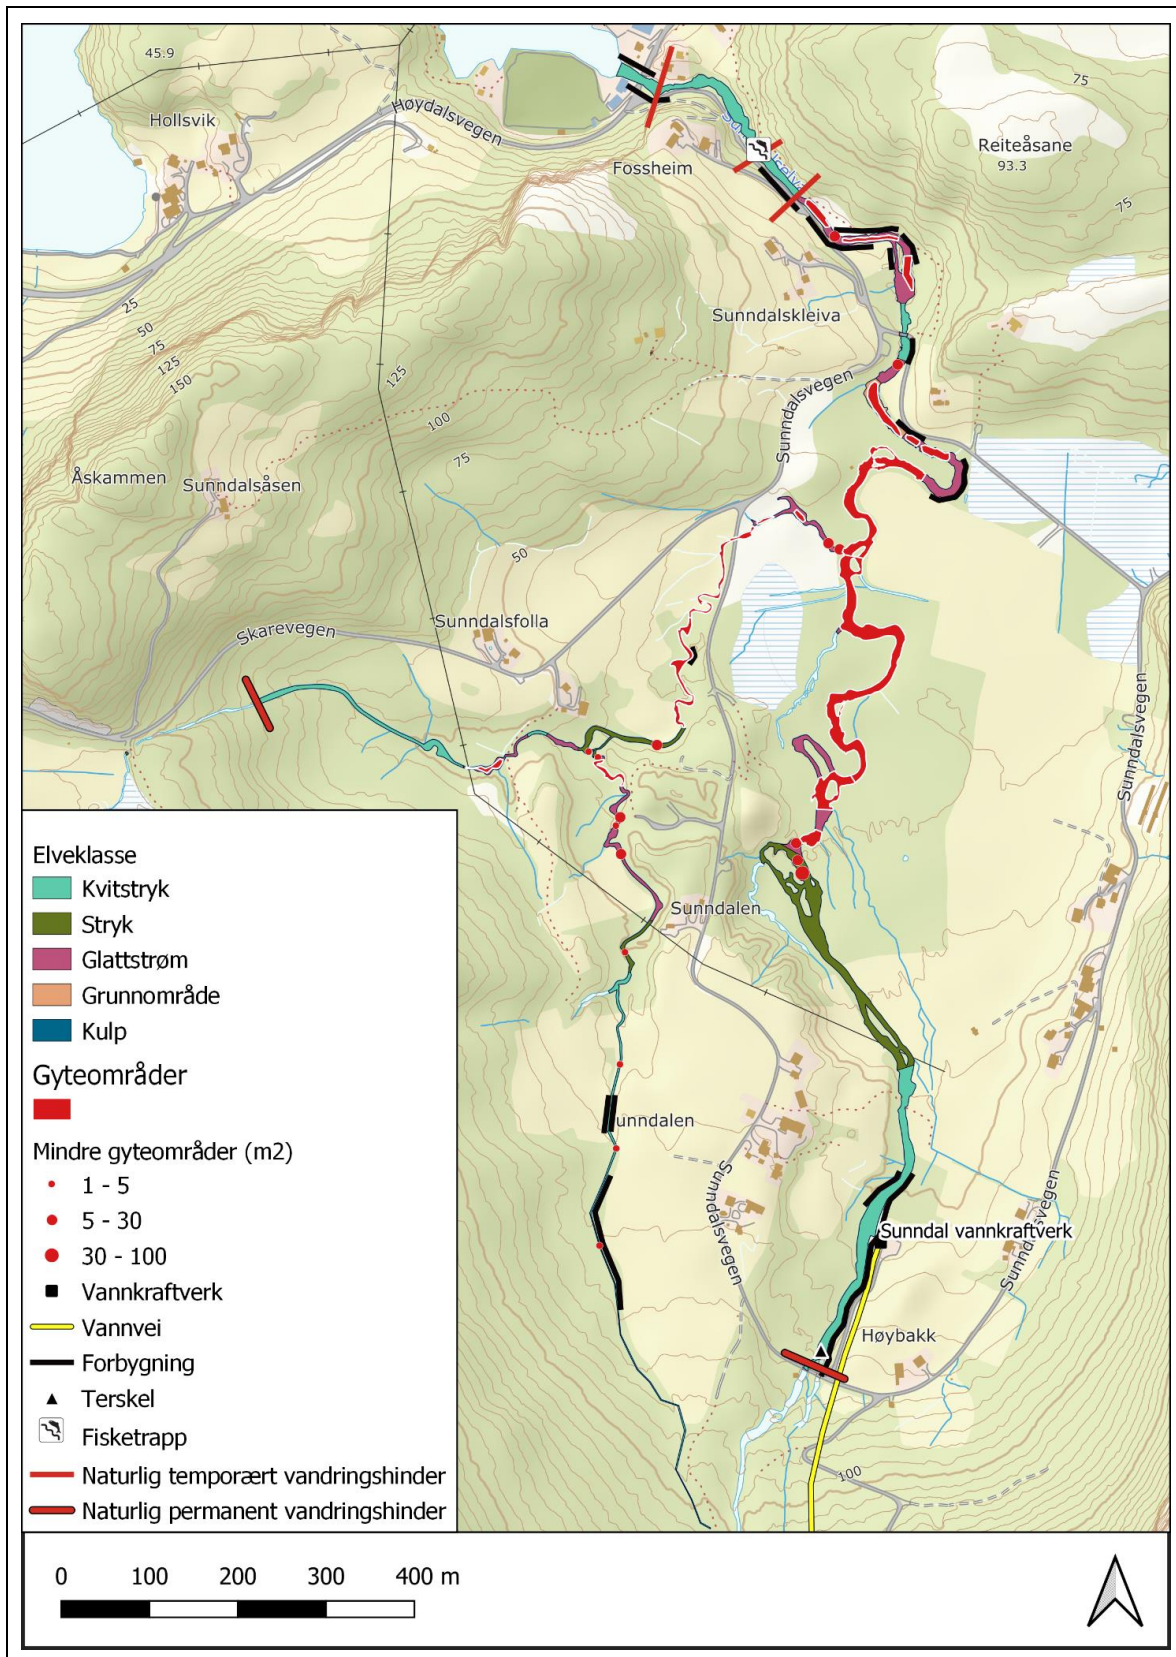 45.9
Hollsvik
Høydalsvegen
Fossheim
75
Reiteåsane
93.3
75
Sunndalskleiva
25
50
75
125
150
125
100
75
Sunndalsvegen
Åskammen
Sunndalsåsen
50
Sunndalsfolla
Skarevegen
Sunndalsvegen
Sunndalen
unndalen
Sunndalsvegen
Sunndalsvegen
Sunndal vannkraftverk
Høybakk
100
Elveklasse
Kvitstryk
Stryk
Glattstrøm
Grunnområde
Kulp
Gyteområder
Mindre gyteområder (m2)
1 - 5
5 - 30
30 - 100
Vannkraftverk
Vannvei
Forbygning
Terskel
Fisketrapp
Naturlig temporært vandringshinder
Naturlig permanent vandringshinder
0 100 200 300 400 m